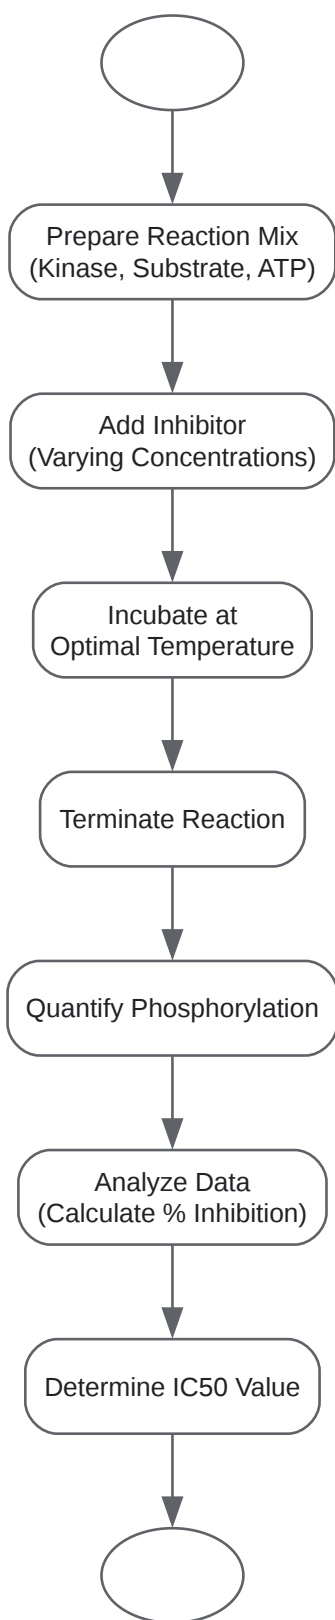 Prepare Reaction Mix
(Kinase, Substrate, ATP)
Add Inhibitor
(Varying Concentrations)
Incubate at
Optimal Temperature
Terminate Reaction
Quantify Phosphorylation
Analyze Data
(Calculate % Inhibition)
Determine IC50 Value